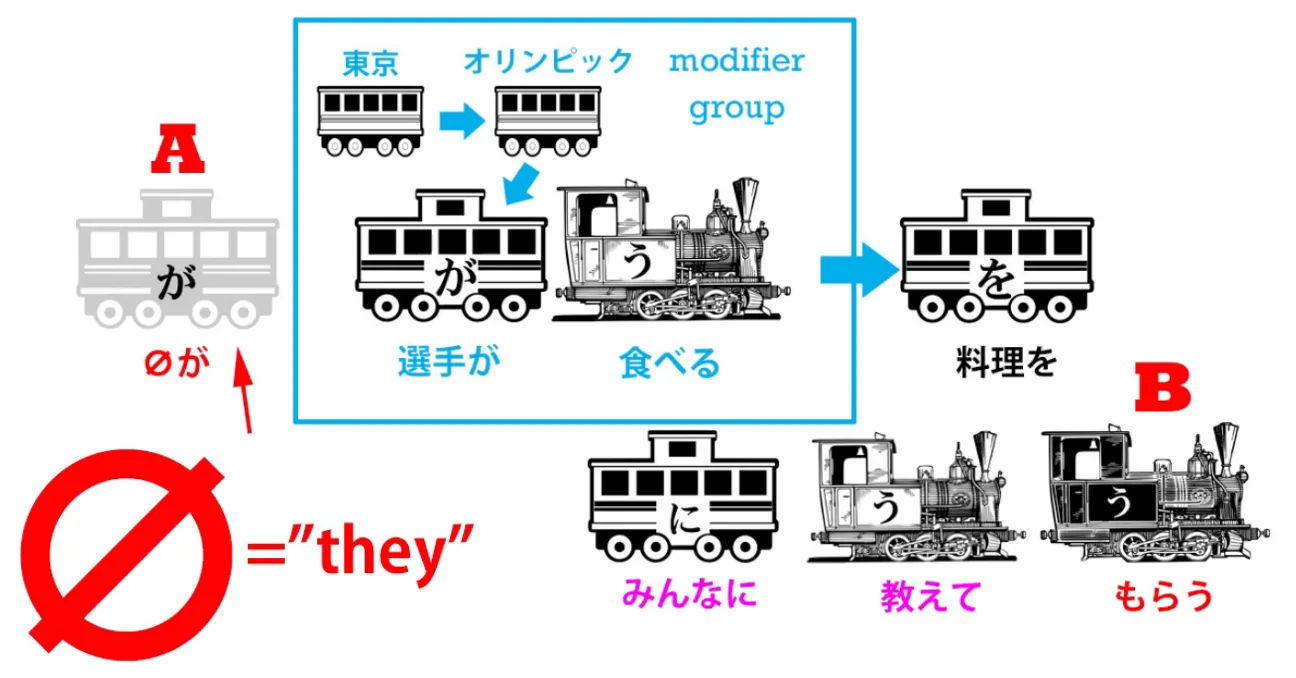 東京 オリンピック modifier
group
A
が
が
う
を
∅が
選手が
食べる
料理を
B
∅="they"
に
う
う
みんなに
教えて
もらう